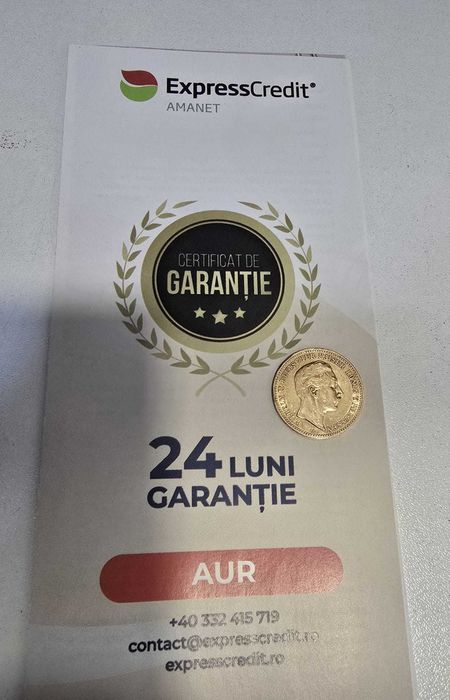 ExpressCredit®
AMANET
CERTIFICAT DE
GARANȚIE
24 LUNI
GARANȚIE
AUR
+40 332 415 719
contact@expresscredit.ro
expresscredit.ro